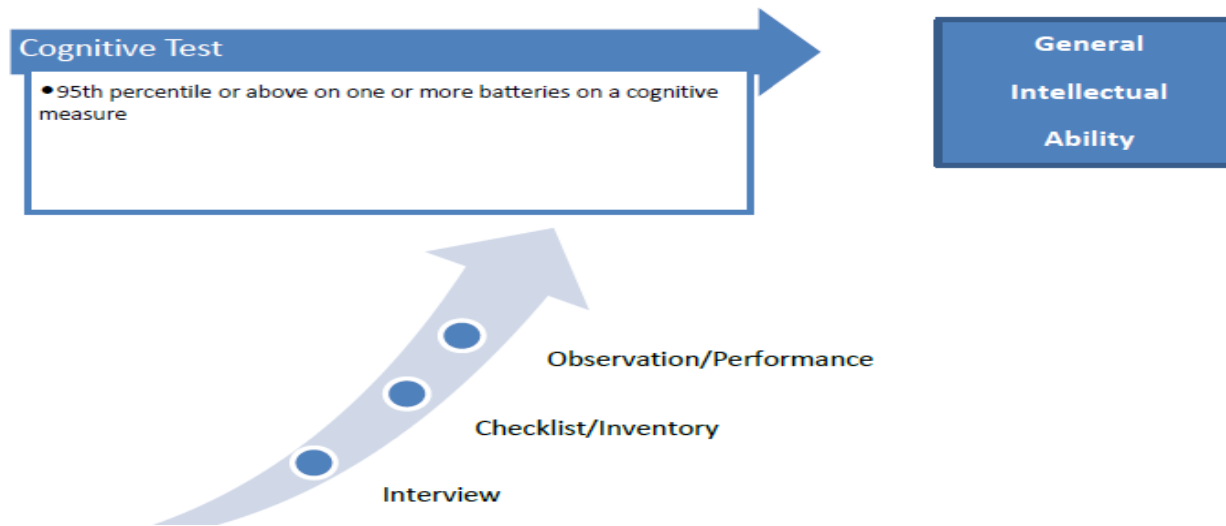 Cognitive Test
•95th percentile or above on one or more batteries on a cognitive
measure
General
Intellectual
Ability
Observation/Performance
Checklist/Inventory
Interview